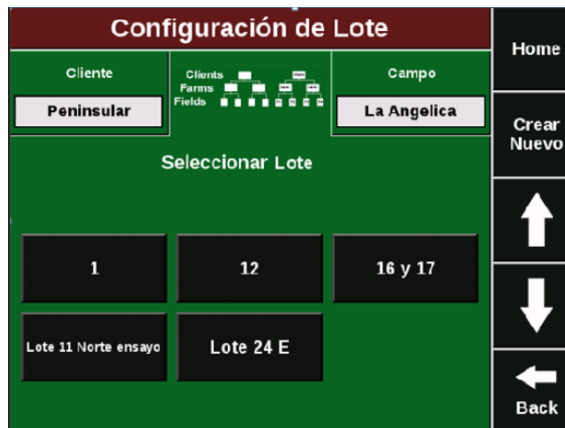 Configuración de Lote
Home
Cliente
Clients
Farms
Fields
Campo
Peninsular
La Angelica
Crear
Nuevo
Seleccionar Lote
1
12
16 y 17
Lote 11 Norte ensayo
Lote 24 E
Back